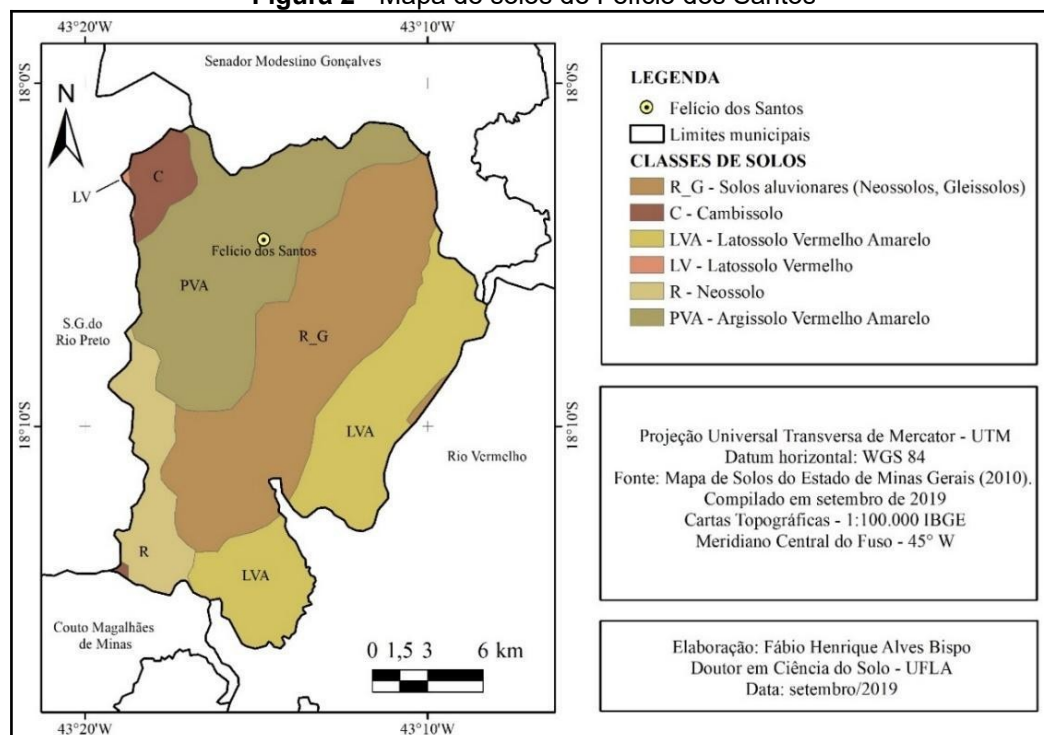 Figura 2 - Mapa de solos de Felício dos Santos
43°20'W
43°10'W
Senador Modestino Gonçalves
18°0'S
18°0'S
N
LV
C
Felício dos Santos
PVA
S.G.do
Rio Preto
R_G
18°10'S
18°10'S
LVA
Rio Vermelho
R
LVA
Couto Magalhães
de Minas
0 1,5 3 6 km
43°20'W
43°10'W
LEGENDA
Felício dos Santos
Limites municipais
CLASSES DE SOLOS
R_G - Solos aluvionares (Neossolos, Gleissolos)
C - Cambissolo
LVA - Latossolo Vermelho Amarelo
LV - Latossolo Vermelho
R - Neossolo
PVA - Argissolo Vermelho Amarelo
Projeção Universal Transversa de Mercator - UTM
Datum horizontal: WGS 84
Fonte: Mapa de Solos do Estado de Minas Gerais (2010).
Compilado em setembro de 2019
Cartas Topográficas - 1:100.000 IBGE
Meridiano Central do Fuso - 45° W
Elaboração: Fábio Henrique Alves Bispo
Doutor em Ciência do Solo - UFLA
Data: setembro/2019